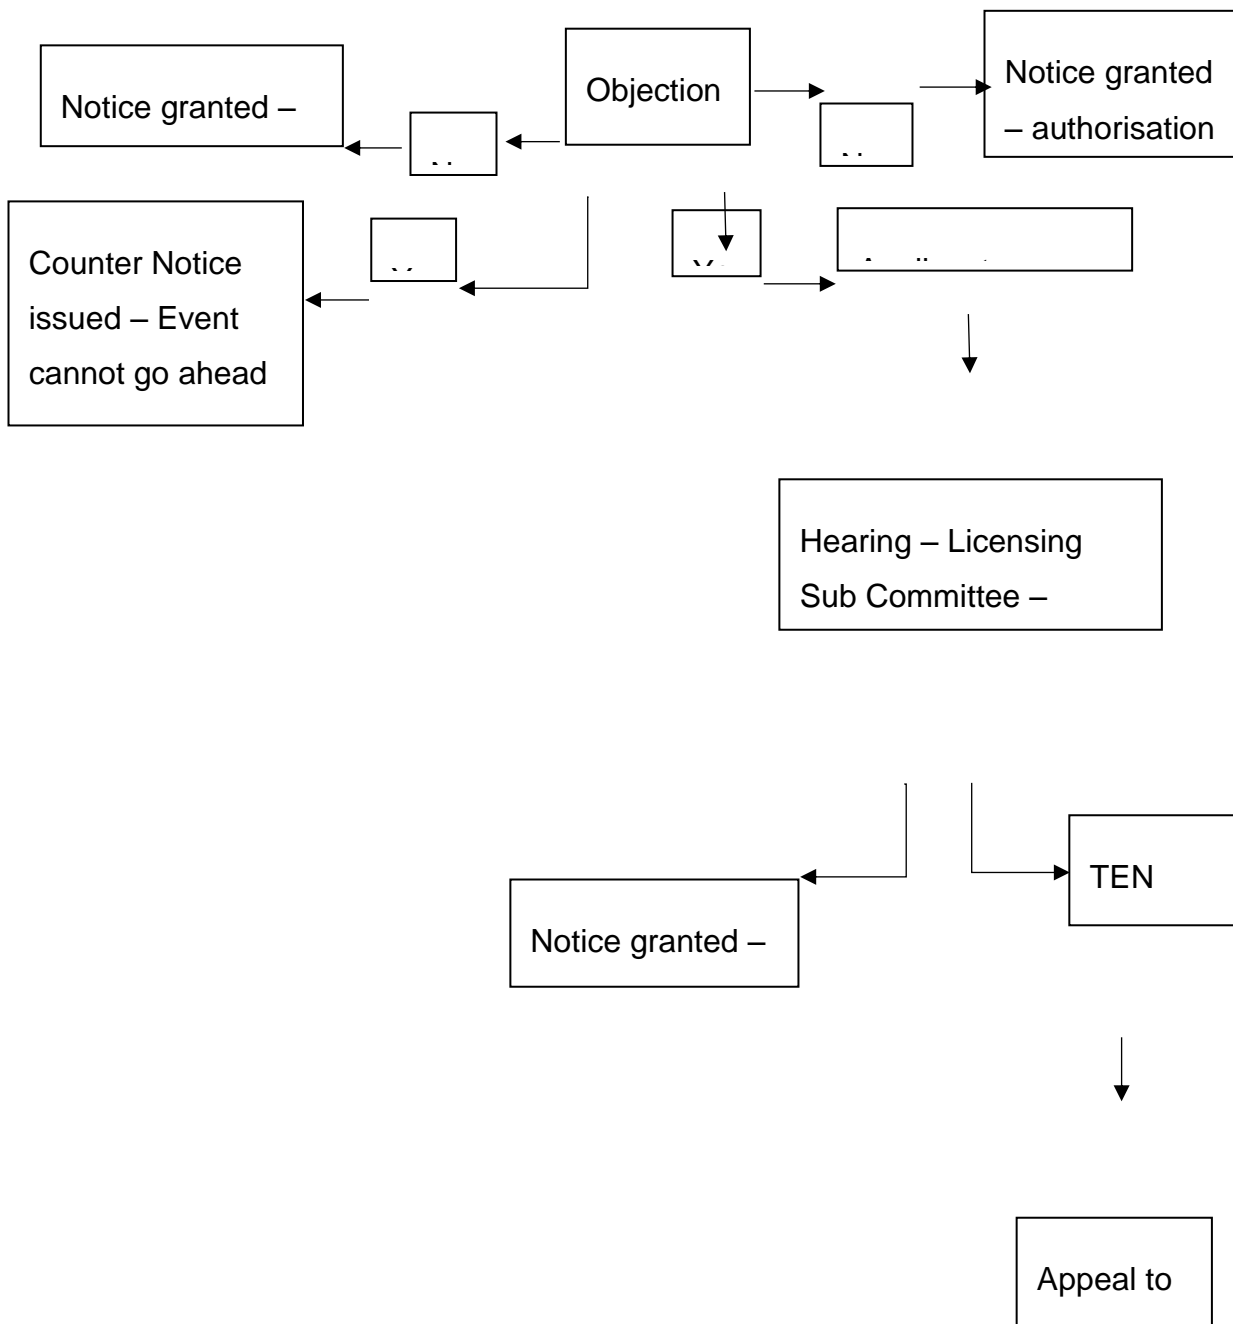 Notice granted –
Objection
Notice granted
– authorisation
Counter Notice
issued – Event
cannot go ahead
Hearing – Licensing
Sub Committee –
Notice granted –
TEN
Appeal to